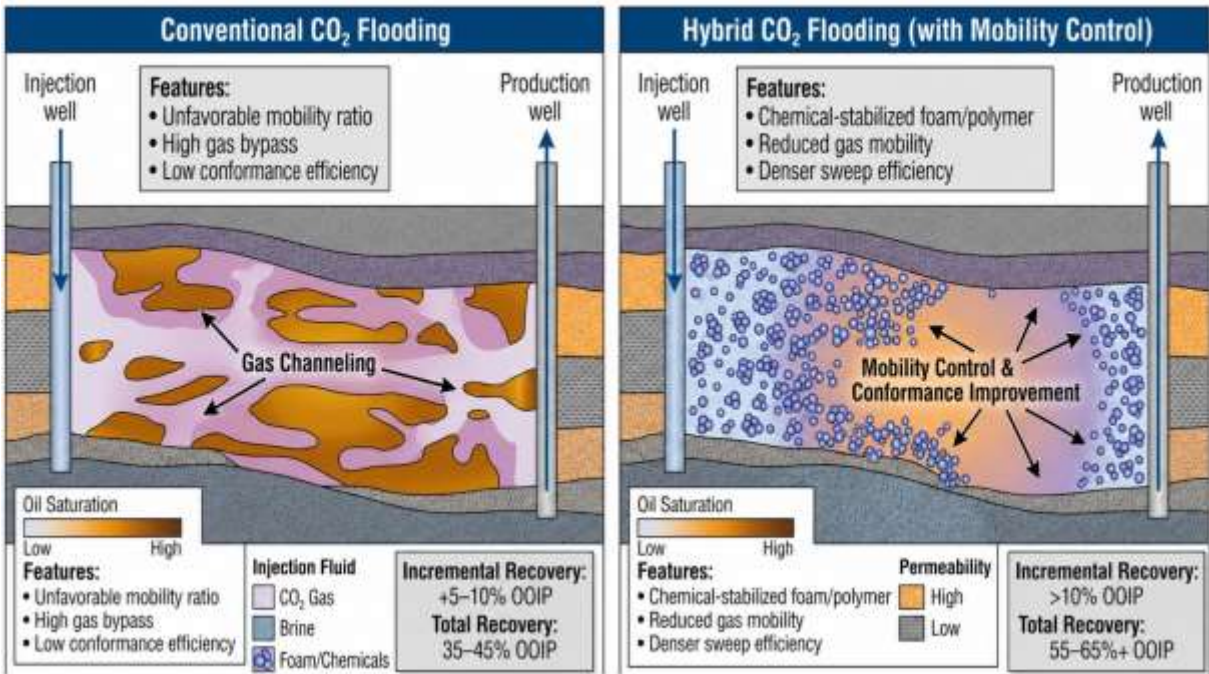 Conventional CO₂ Flooding
Injection
well
Features:
• Unfavorable mobility ratio
• High gas bypass
• Low conformance efficiency
Production
well
Gas Channeling
Oil Saturation
Low High
Features:
• Unfavorable mobility ratio
• High gas bypass
• Low conformance efficiency
Injection Fluid
CO₂ Gas
Brine
Foam/Chemicals
Incremental Recovery:
+5–10% OOIP
Total Recovery:
35–45% OOIP
Hybrid CO₂ Flooding (with Mobility Control)
Injection
well
Features:
• Chemical-stabilized foam/polymer
• Reduced gas mobility
• Denser sweep efficiency
Production
well
Mobility Control &
Conformance Improvement
Oil Saturation
Low High
Features:
• Chemical-stabilized foam/polymer
• Reduced gas mobility
• Denser sweep efficiency
Permeability
High
Low
Incremental Recovery:
>10% OOIP
Total Recovery:
55–65%+ OOIP